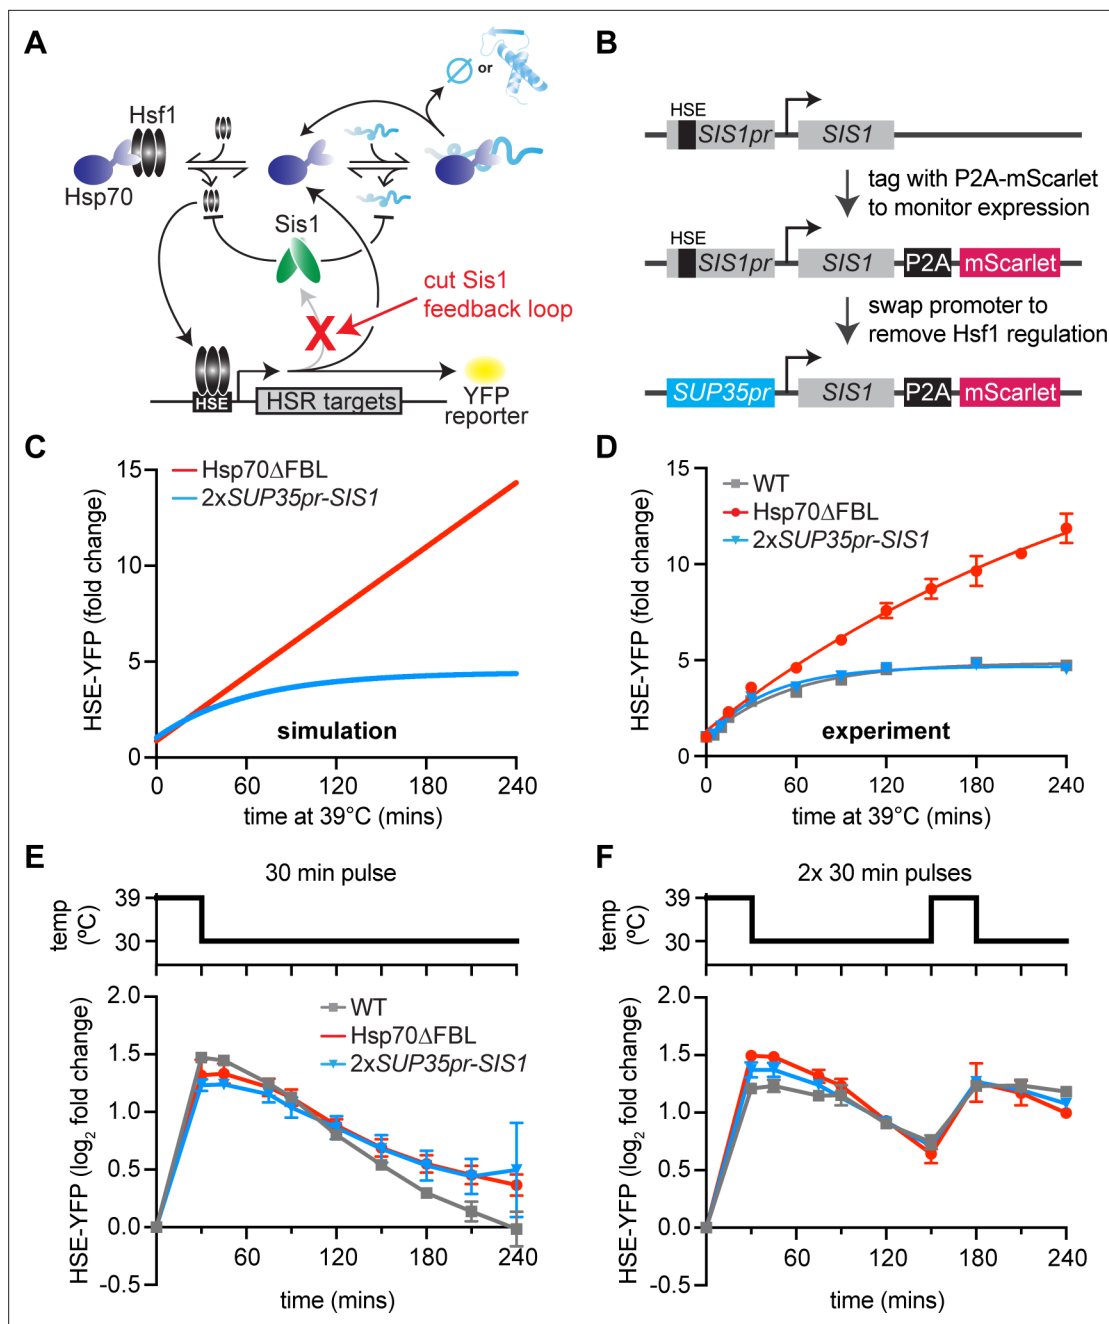 A
Ø or
Hsf1
Hsp70
Sis1
cut Sis1
feedback loop
X
HSE
HSR targets
YFP
reporter
B
HSE
SIS1pr
SIS1
tag with P2A-mScarlet
to monitor expression
HSE
SIS1pr
SIS1
P2A
mScarlet
swap promoter to
remove Hsf1 regulation
SUP35pr
SIS1
P2A
mScarlet
C
Hsp70ΔFBL
2xSUP35pr-SIS1
HSE-YFP (fold change)
15
10
5
0
simulation
0 60 120 180 240
time at 39°C (mins)
D
WT
Hsp70ΔFBL
2xSUP35pr-SIS1
HSE-YFP (fold change)
15
10
5
0
experiment
0 60 120 180 240
time at 39°C (mins)
E
30 min pulse
temp
(ºC)
39
30
WT
Hsp70ΔFBL
2xSUP35pr-SIS1
HSE-YFP (log2 fold change)
2.0
1.5
1.0
0.5
0.0
-0.5
60 120 180 240
time (mins)
F
2x 30 min pulses
temp
(ºC)
39
30
HSE-YFP (log2 fold change)
2.0
1.5
1.0
0.5
0.0
-0.5
60 120 180 240
time (mins)